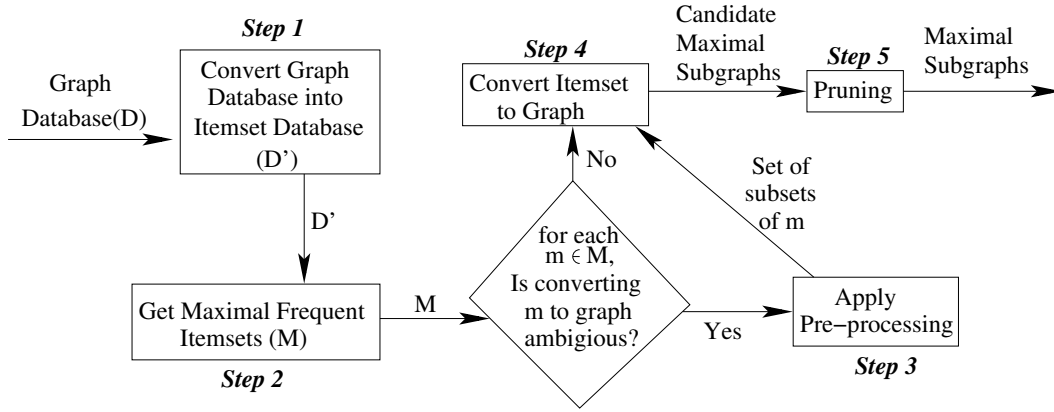 Graph
Database(D)
Step 1
Convert Graph
Database into
Itemset Database
(D')
D'
Get Maximal Frequent
Itemsets (M)
Step 2
M
for each
m ∈ M,
Is converting
m to graph
ambigious?
No
Yes
Apply
Pre-processing
Step 3
Set of
subsets
of m
Step 4
Convert Itemset
to Graph
Candidate
Maximal
Subgraphs
Step 5
Pruning
Maximal
Subgraphs